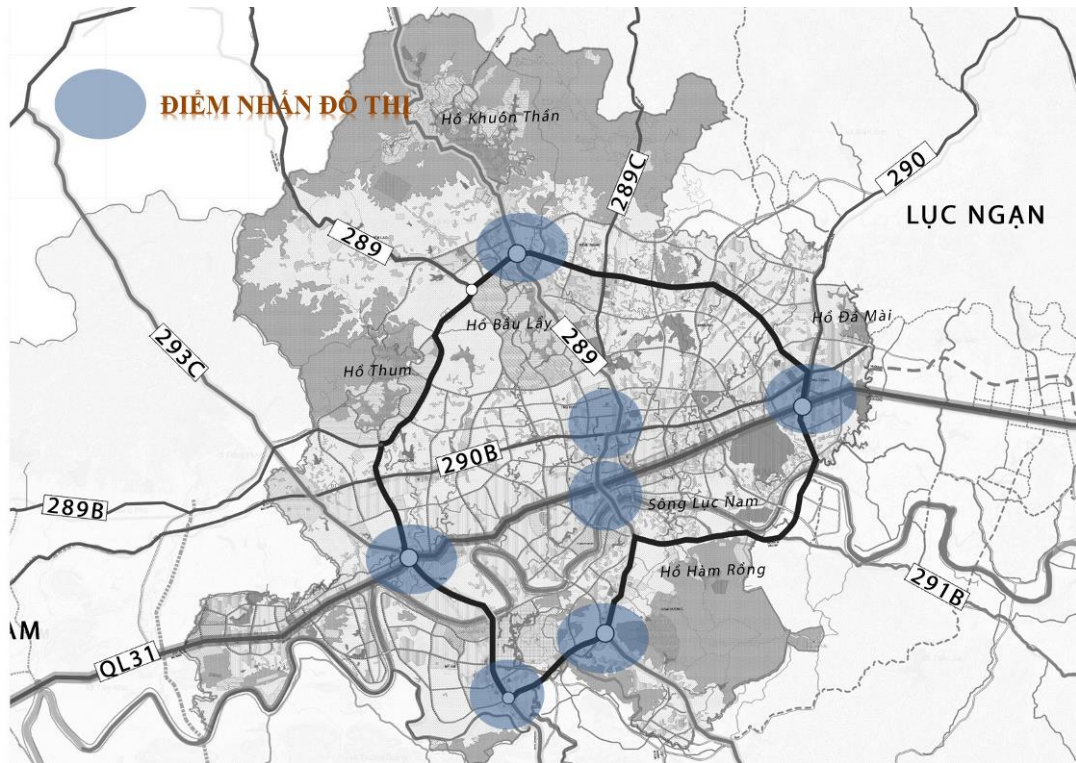 ĐIỂM NHẤN ĐÔ THỊ
Hồ Khuôn Thần
289C
290
LỤC NGẠN
289
Hồ Bầu Lầy
Hồ Đá Mài
293C
289
Hồ Thum
290B
289B
Sông Lục Nam
Hồ Hàm Rồng
291B
AM
QL31